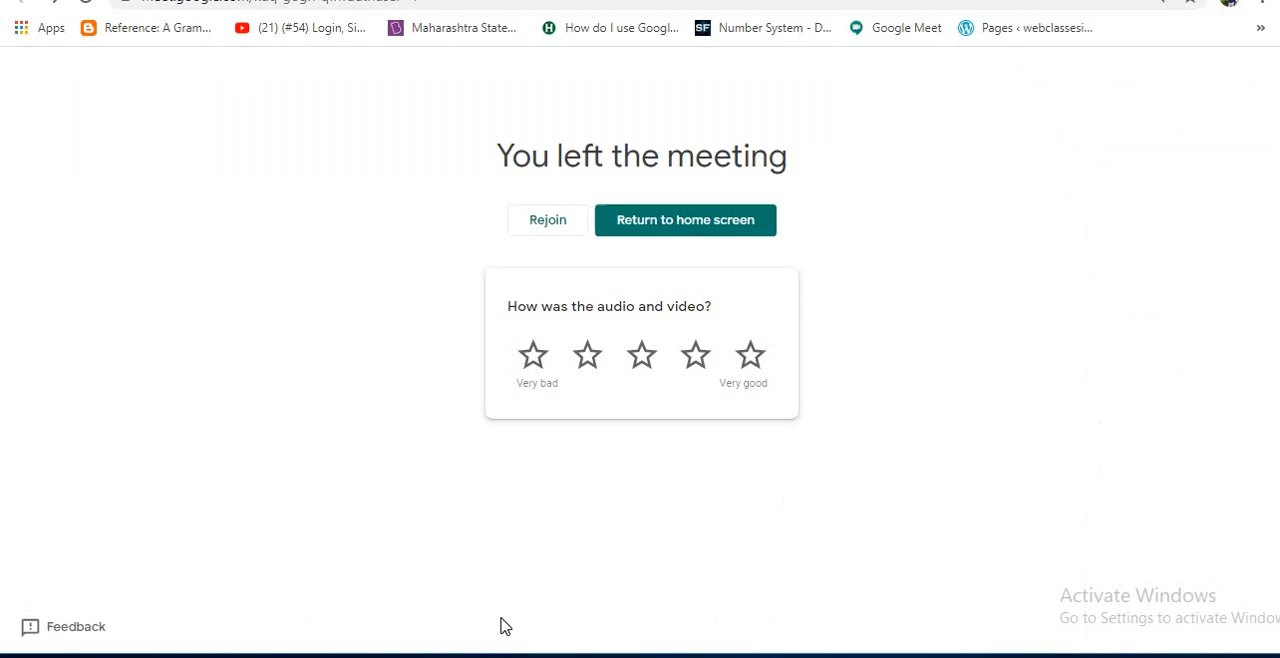 Apps Reference: A Gram... (21) (#54) Login, Si... Maharashtra State... H How do I use Googl... SF Number System - D... Google Meet Pages ‹ webclassesi... »
You left the meeting
Rejoin Return to home screen
How was the audio and video?
Very bad Very good
Activate Windows
Go to Settings to activate Window
Feedback